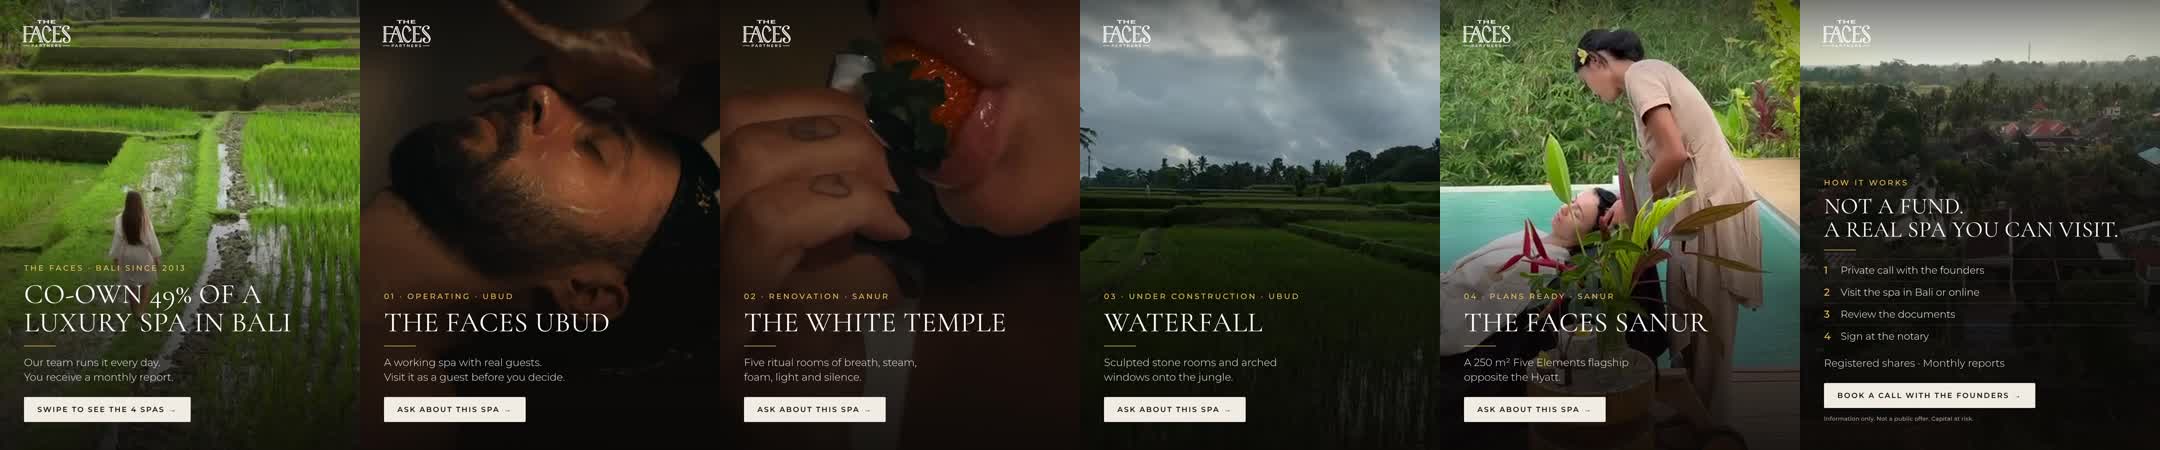 THE
FACES
PARTNERS
THE FACES · BALI SINCE 2013
CO-OWN 49% OF A
LUXURY SPA IN BALI
Our team runs it every day.
You receive a monthly report.
SWIPE TO SEE THE 4 SPAS →
THE
FACES
PARTNERS
01 · OPERATING · UBUD
THE FACES UBUD
A working spa with real guests.
Visit it as a guest before you decide.
ASK ABOUT THIS SPA →
THE
FACES
PARTNERS
02 · RENOVATION · SANUR
THE WHITE TEMPLE
Five ritual rooms of breath, steam,
foam, light and silence.
ASK ABOUT THIS SPA →
THE
FACES
PARTNERS
03 · UNDER CONSTRUCTION · UBUD
WATERFALL
Sculpted stone rooms and arched
windows onto the jungle.
ASK ABOUT THIS SPA →
THE
FACES
PARTNERS
04 · PLANS READY · SANUR
THE FACES SANUR
A 250 m² Five Elements flagship
opposite the Hyatt.
ASK ABOUT THIS SPA →
THE
FACES
PARTNERS
HOW IT WORKS
NOT A FUND.
A REAL SPA YOU CAN VISIT.
1 Private call with the founders
2 Visit the spa in Bali or online
3 Review the documents
4 Sign at the notary
Registered shares · Monthly reports
BOOK A CALL WITH THE FOUNDERS →
Information only. Not a public offer. Capital at risk.